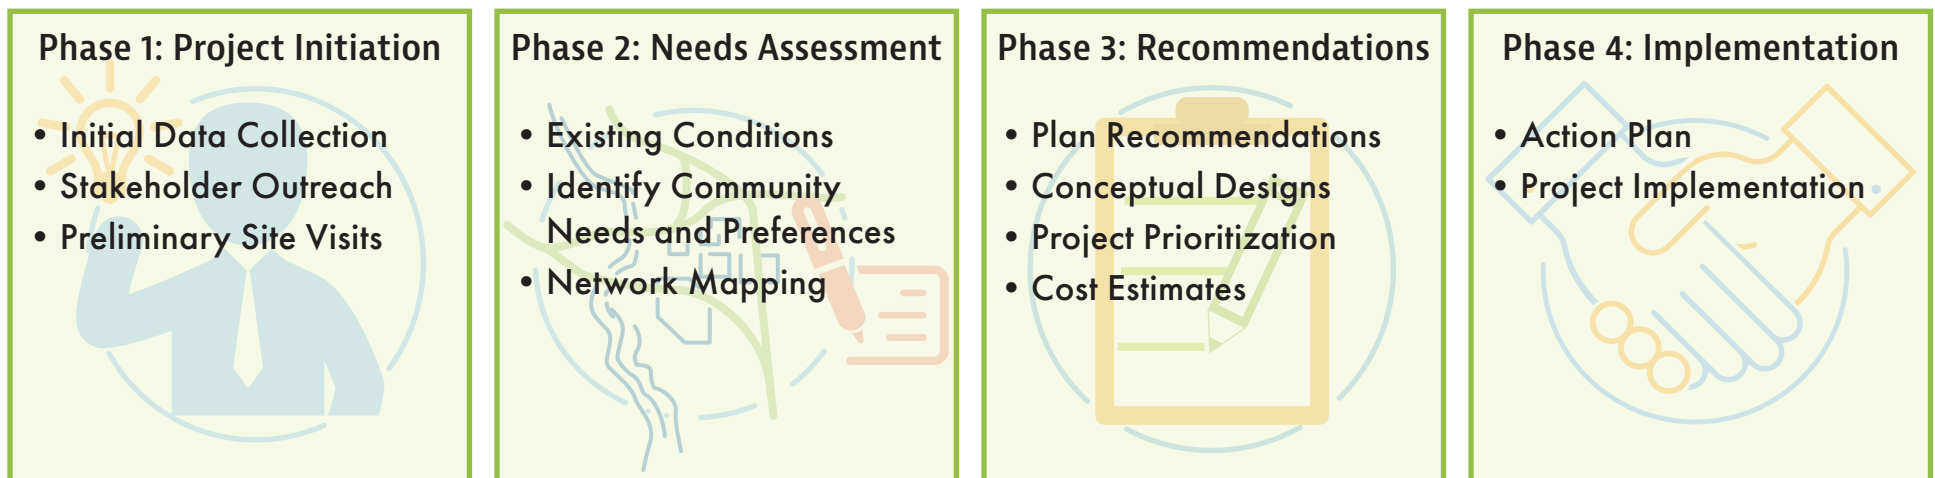 Phase 1: Project Initiation
• Initial Data Collection
• Stakeholder Outreach
• Preliminary Site Visits
Phase 2: Needs Assessment
• Existing Conditions
• Identify Community
Needs and Preferences
• Network Mapping
Phase 3: Recommendations
• Plan Recommendations
• Conceptual Designs
• Project Prioritization
• Cost Estimates
Phase 4: Implementation
• Action Plan
• Project Implementation